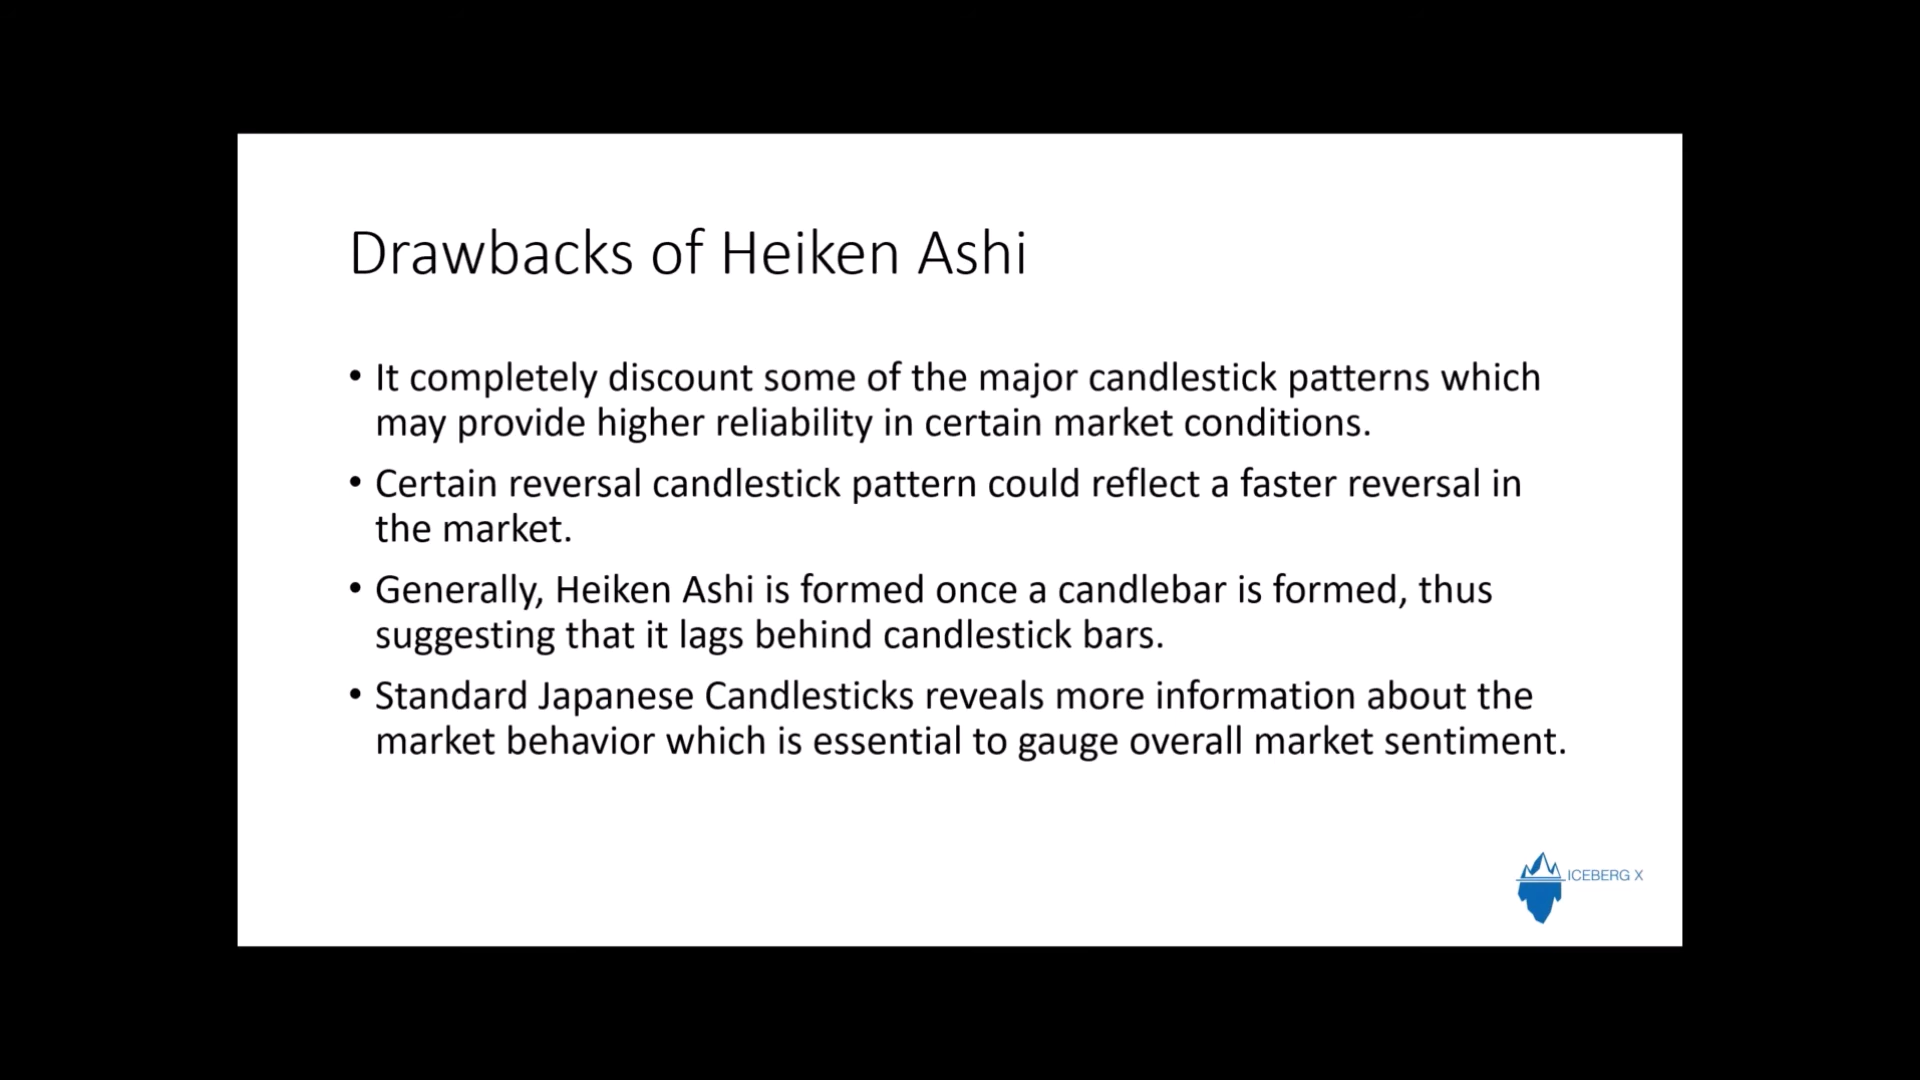 Drawbacks of Heiken Ashi
• It completely discount some of the major candlestick patterns which
may provide higher reliability in certain market conditions.
• Certain reversal candlestick pattern could reflect a faster reversal in
the market.
• Generally, Heiken Ashi is formed once a candlebar is formed, thus
suggesting that it lags behind candlestick bars.
• Standard Japanese Candlesticks reveals more information about the
market behavior which is essential to gauge overall market sentiment.
ICEBERG X